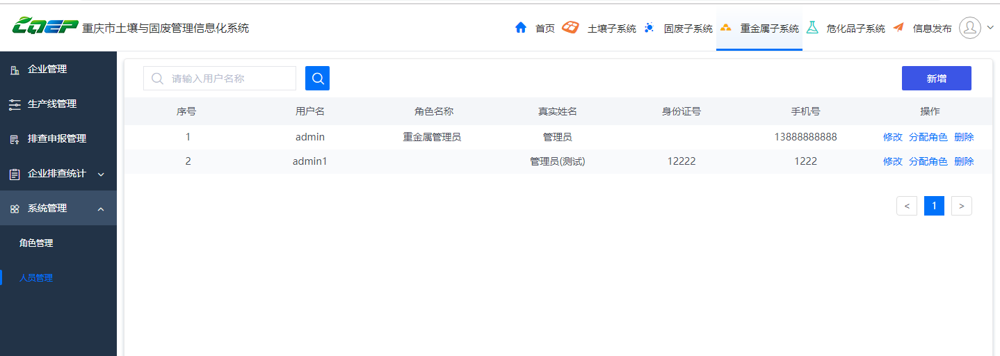 CQEP 重庆市土壤与固废管理信息化系统 首页 土壤子系统 固废子系统 重金属子系统 危化品子系统 信息发布
企业管理
生产线管理
排查申报管理
企业排查统计
系统管理
角色管理
人员管理
请输入用户名称 新增
序号 用户名 角色名称 真实姓名 身份证号 手机号 操作
1 admin 重金属管理员 管理员 13888888888 修改 分配角色 删除
2 admin1 管理员(测试) 12222 1222 修改 分配角色 删除
< 1 >